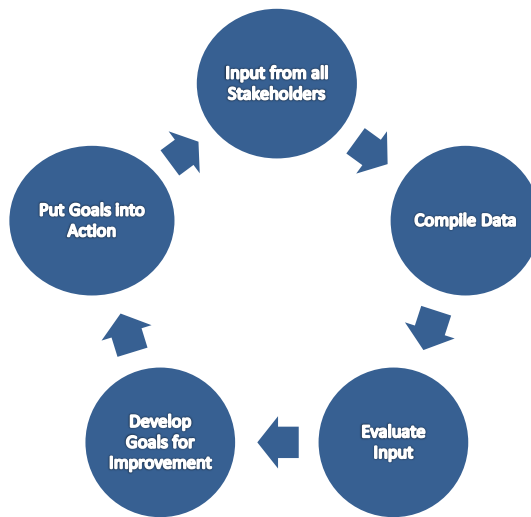 Input from all
Stakeholders
Compile Data
Evaluate
Input
Develop
Goals for
Improvement
Put Goals into
Action